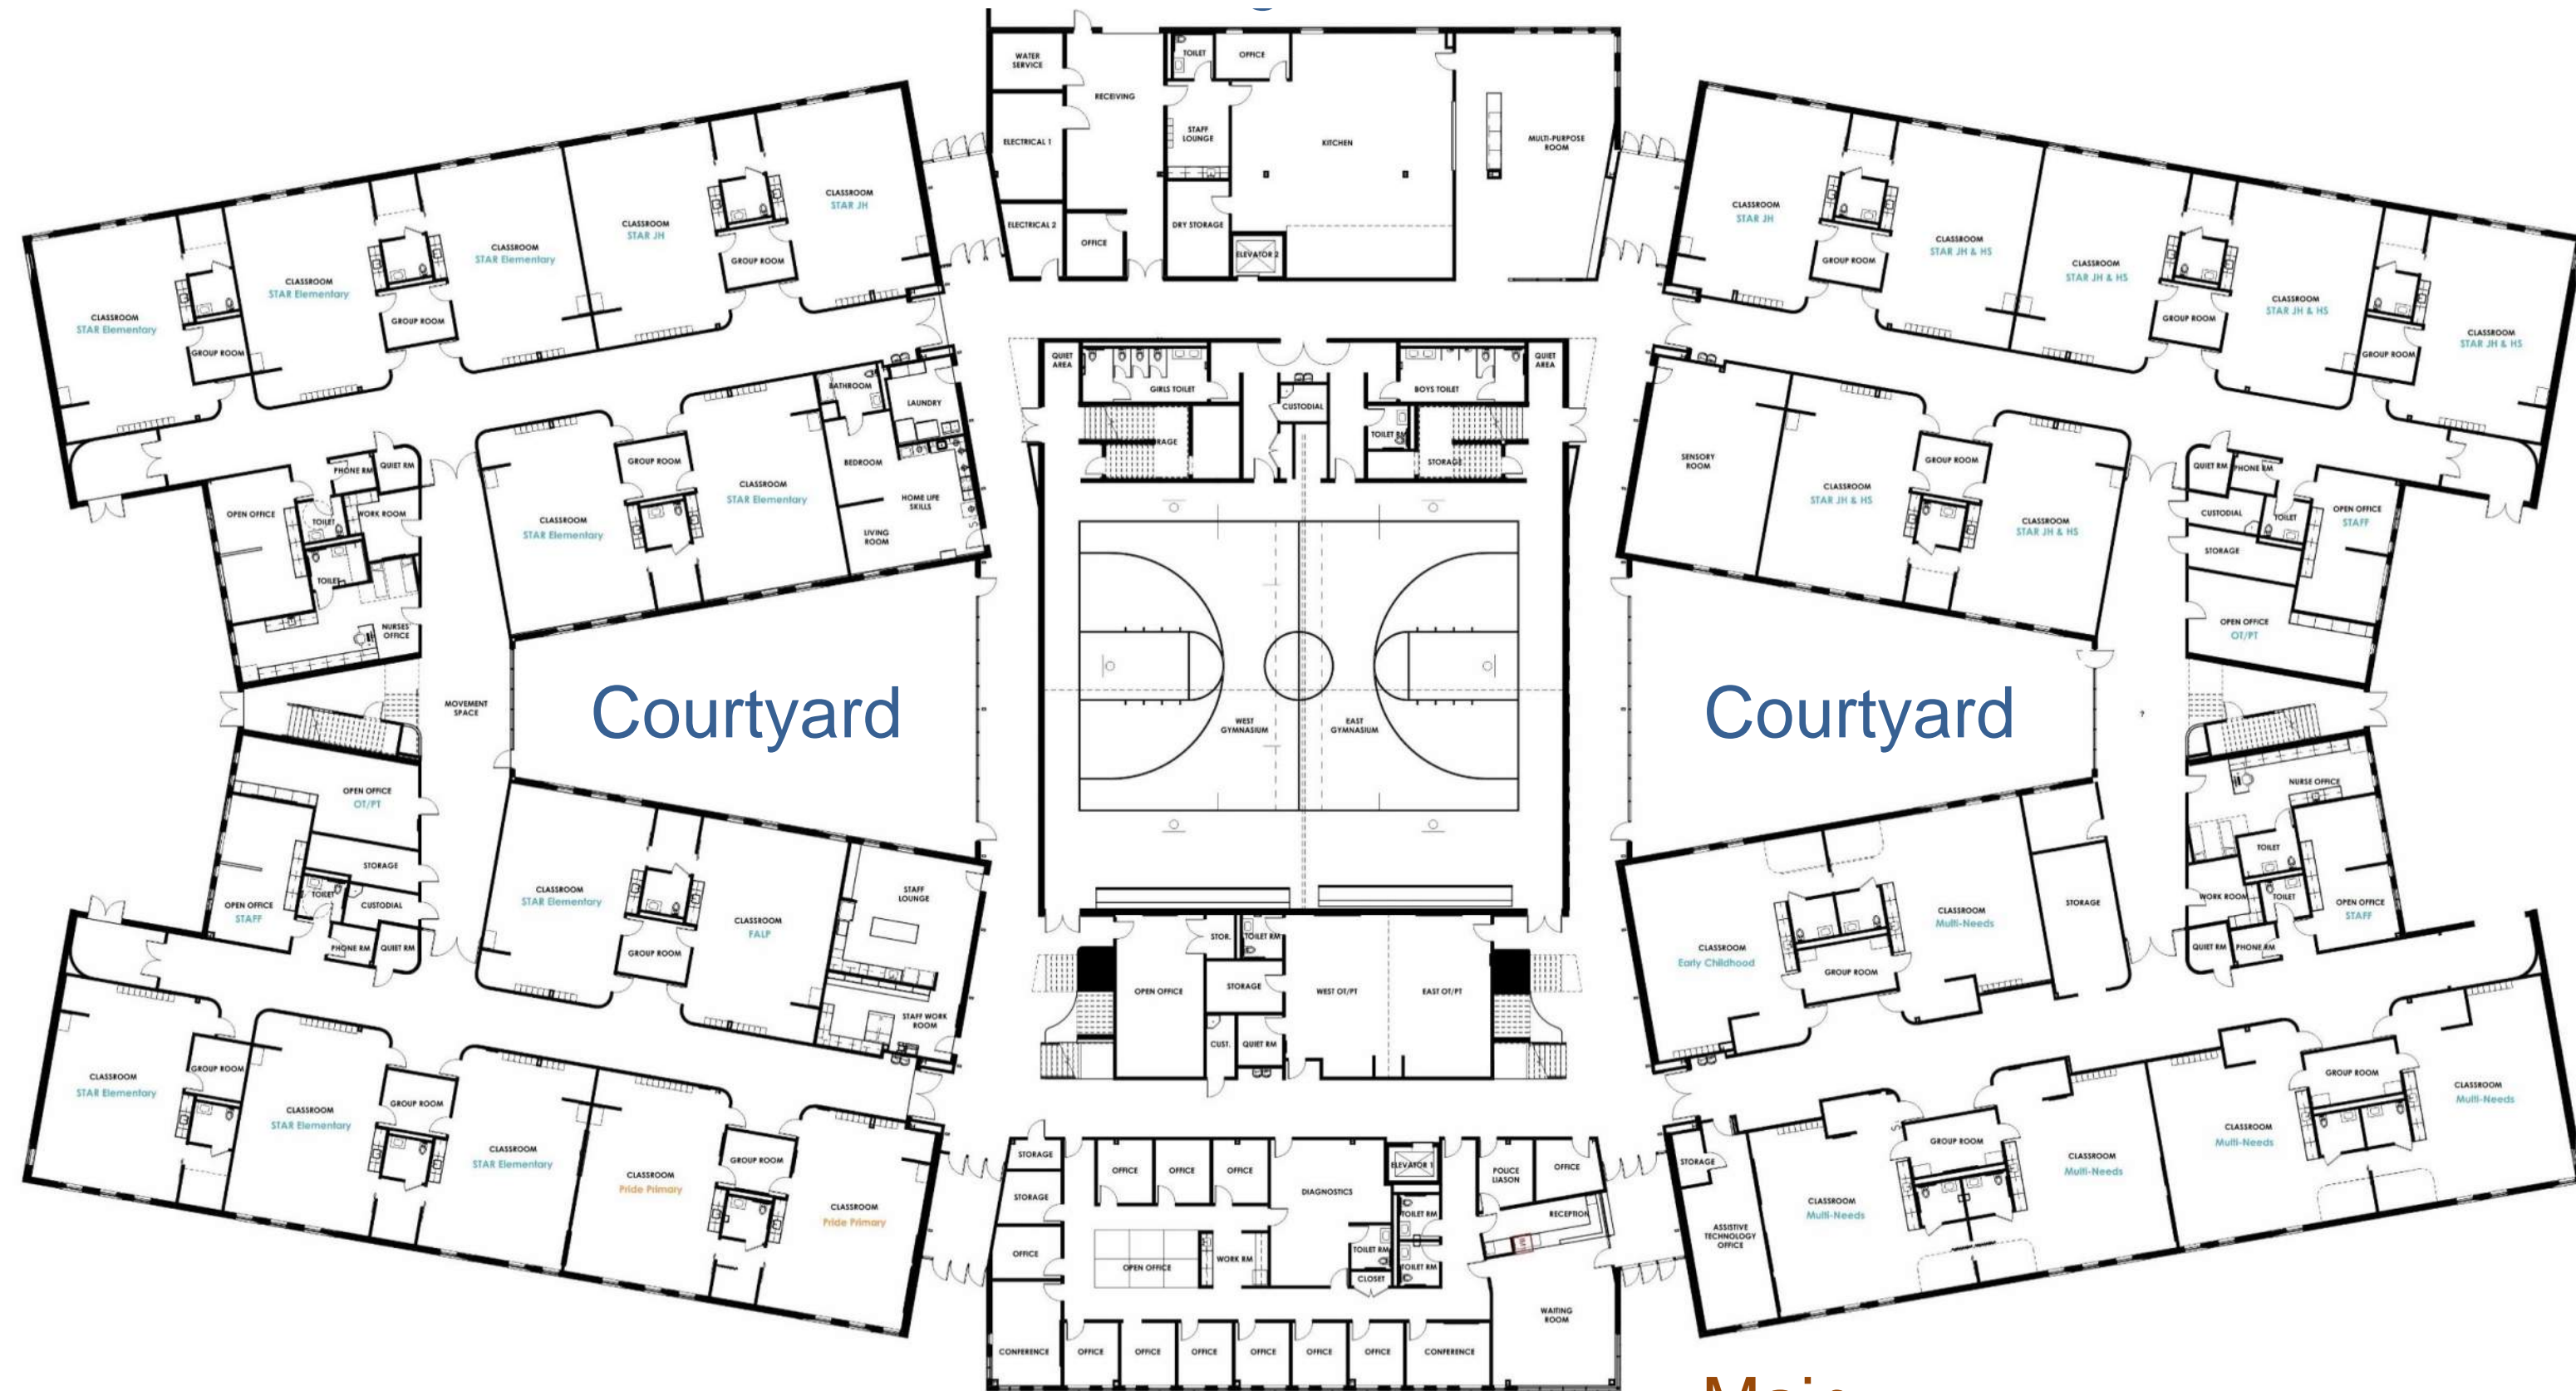 WATER
SERVICE
TOILET
OFFICE
RECEIVING
ELECTRICAL 1
STAFF
LOUNGE
KITCHEN
MULTI-PURPOSE
ROOM
ELECTRICAL 2
OFFICE
DRY STORAGE
ELEVATOR 2
CLASSROOM
STAR Elementary
GROUP ROOM
CLASSROOM
STAR Elementary
GROUP ROOM
CLASSROOM
STAR Elementary
CLASSROOM
STAR JH
GROUP ROOM
CLASSROOM
STAR JH
CLASSROOM
STAR JH
GROUP ROOM
CLASSROOM
STAR JH & HS
CLASSROOM
STAR JH & HS
GROUP ROOM
CLASSROOM
STAR JH & HS
GROUP ROOM
CLASSROOM
STAR JH & HS
OPEN OFFICE
PHONE RM
QUIET RM
TOILET
WORK ROOM
TOILET
NURSES'
OFFICE
CLASSROOM
STAR Elementary
GROUP ROOM
CLASSROOM
STAR Elementary
BATHROOM
LAUNDRY
BEDROOM
HOME LIFE
SKILLS
LIVING
ROOM
QUIET
AREA
GIRLS TOILET
CUSTODIAL
BOYS TOILET
QUIET
AREA
TOILET RM
STORAGE
SENSORY
ROOM
CLASSROOM
STAR JH & HS
GROUP ROOM
CLASSROOM
STAR JH & HS
QUIET RM
PHONE RM
CUSTODIAL
TOILET
OPEN OFFICE
STAFF
STORAGE
OPEN OFFICE
OT/PT
MOVEMENT
SPACE
Courtyard
WEST
GYMNASIUM
EAST
GYMNASIUM
Courtyard
?
OPEN OFFICE
OT/PT
STORAGE
OPEN OFFICE
STAFF
TOILET
CUSTODIAL
PHONE RM
QUIET RM
CLASSROOM
STAR Elementary
GROUP ROOM
CLASSROOM
FALP
STAFF
LOUNGE
STAFF WORK
ROOM
STOR.
TOILET RM
OPEN OFFICE
STORAGE
WEST OT/PT
EAST OT/PT
CUST.
QUIET RM
CLASSROOM
Early Childhood
GROUP ROOM
CLASSROOM
Multi-Needs
STORAGE
NURSE OFFICE
TOILET
WORK ROOM
TOILET
OPEN OFFICE
STAFF
QUIET RM
PHONE RM
CLASSROOM
STAR Elementary
GROUP ROOM
CLASSROOM
STAR Elementary
GROUP ROOM
CLASSROOM
STAR Elementary
CLASSROOM
Pride Primary
GROUP ROOM
CLASSROOM
Pride Primary
STORAGE
STORAGE
OFFICE
CONFERENCE
OFFICE
OFFICE
OFFICE
DIAGNOSTICS
ELEVATOR 1
POLICE
LIASON
OFFICE
RECEPTION
OPEN OFFICE
WORK RM
TOILET RM
CLOSET
TOILET RM
TOILET RM
WAITING
ROOM
OFFICE
OFFICE
OFFICE
OFFICE
OFFICE
OFFICE
CONFERENCE
STORAGE
ASSISTIVE
TECHNOLOGY
OFFICE
CLASSROOM
Multi-Needs
GROUP ROOM
CLASSROOM
Multi-Needs
CLASSROOM
Multi-Needs
GROUP ROOM
CLASSROOM
Multi-Needs
Main